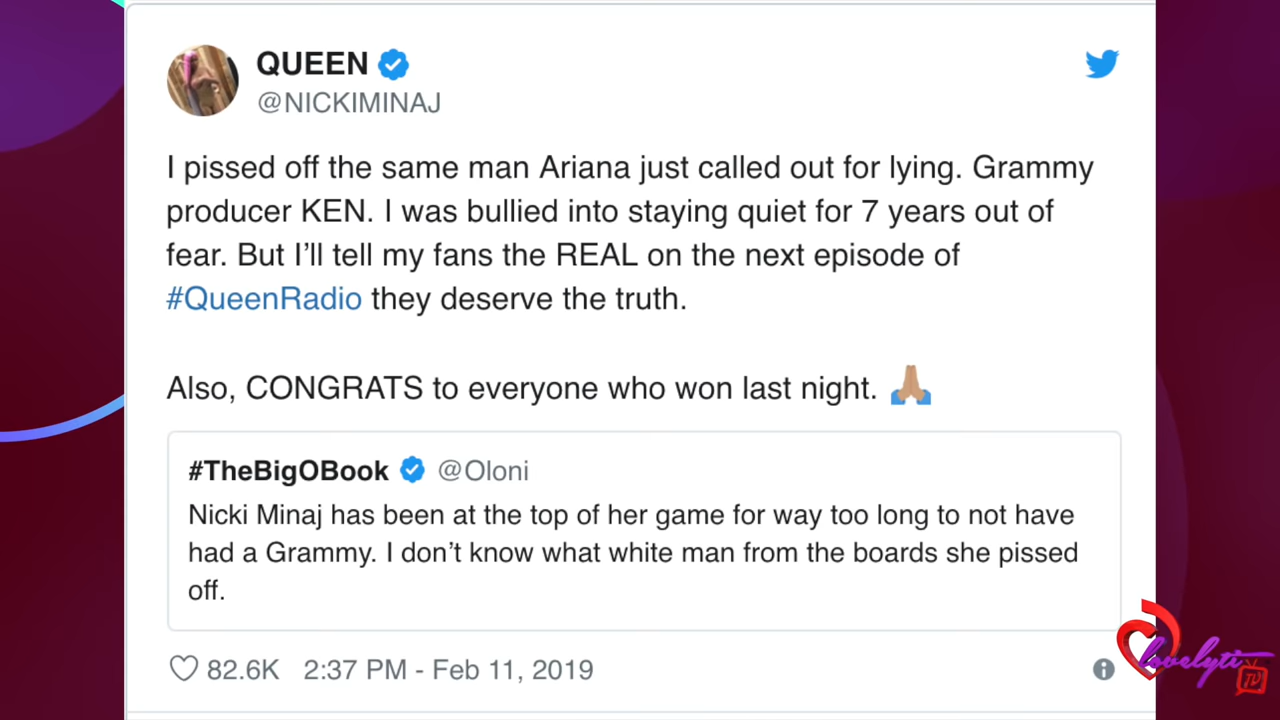 QUEEN
@NICKIMINAJ
I pissed off the same man Ariana just called out for lying. Grammy
producer KEN. I was bullied into staying quiet for 7 years out of
fear. But I’ll tell my fans the REAL on the next episode of
#QueenRadio they deserve the truth.
Also, CONGRATS to everyone who won last night. 🙏🏽
#TheBigOBook @Oloni
Nicki Minaj has been at the top of her game for way too long to not have
had a Grammy. I don’t know what white man from the boards she pissed
off.
82.6K 2:37 PM - Feb 11, 2019
lovelyti
TV